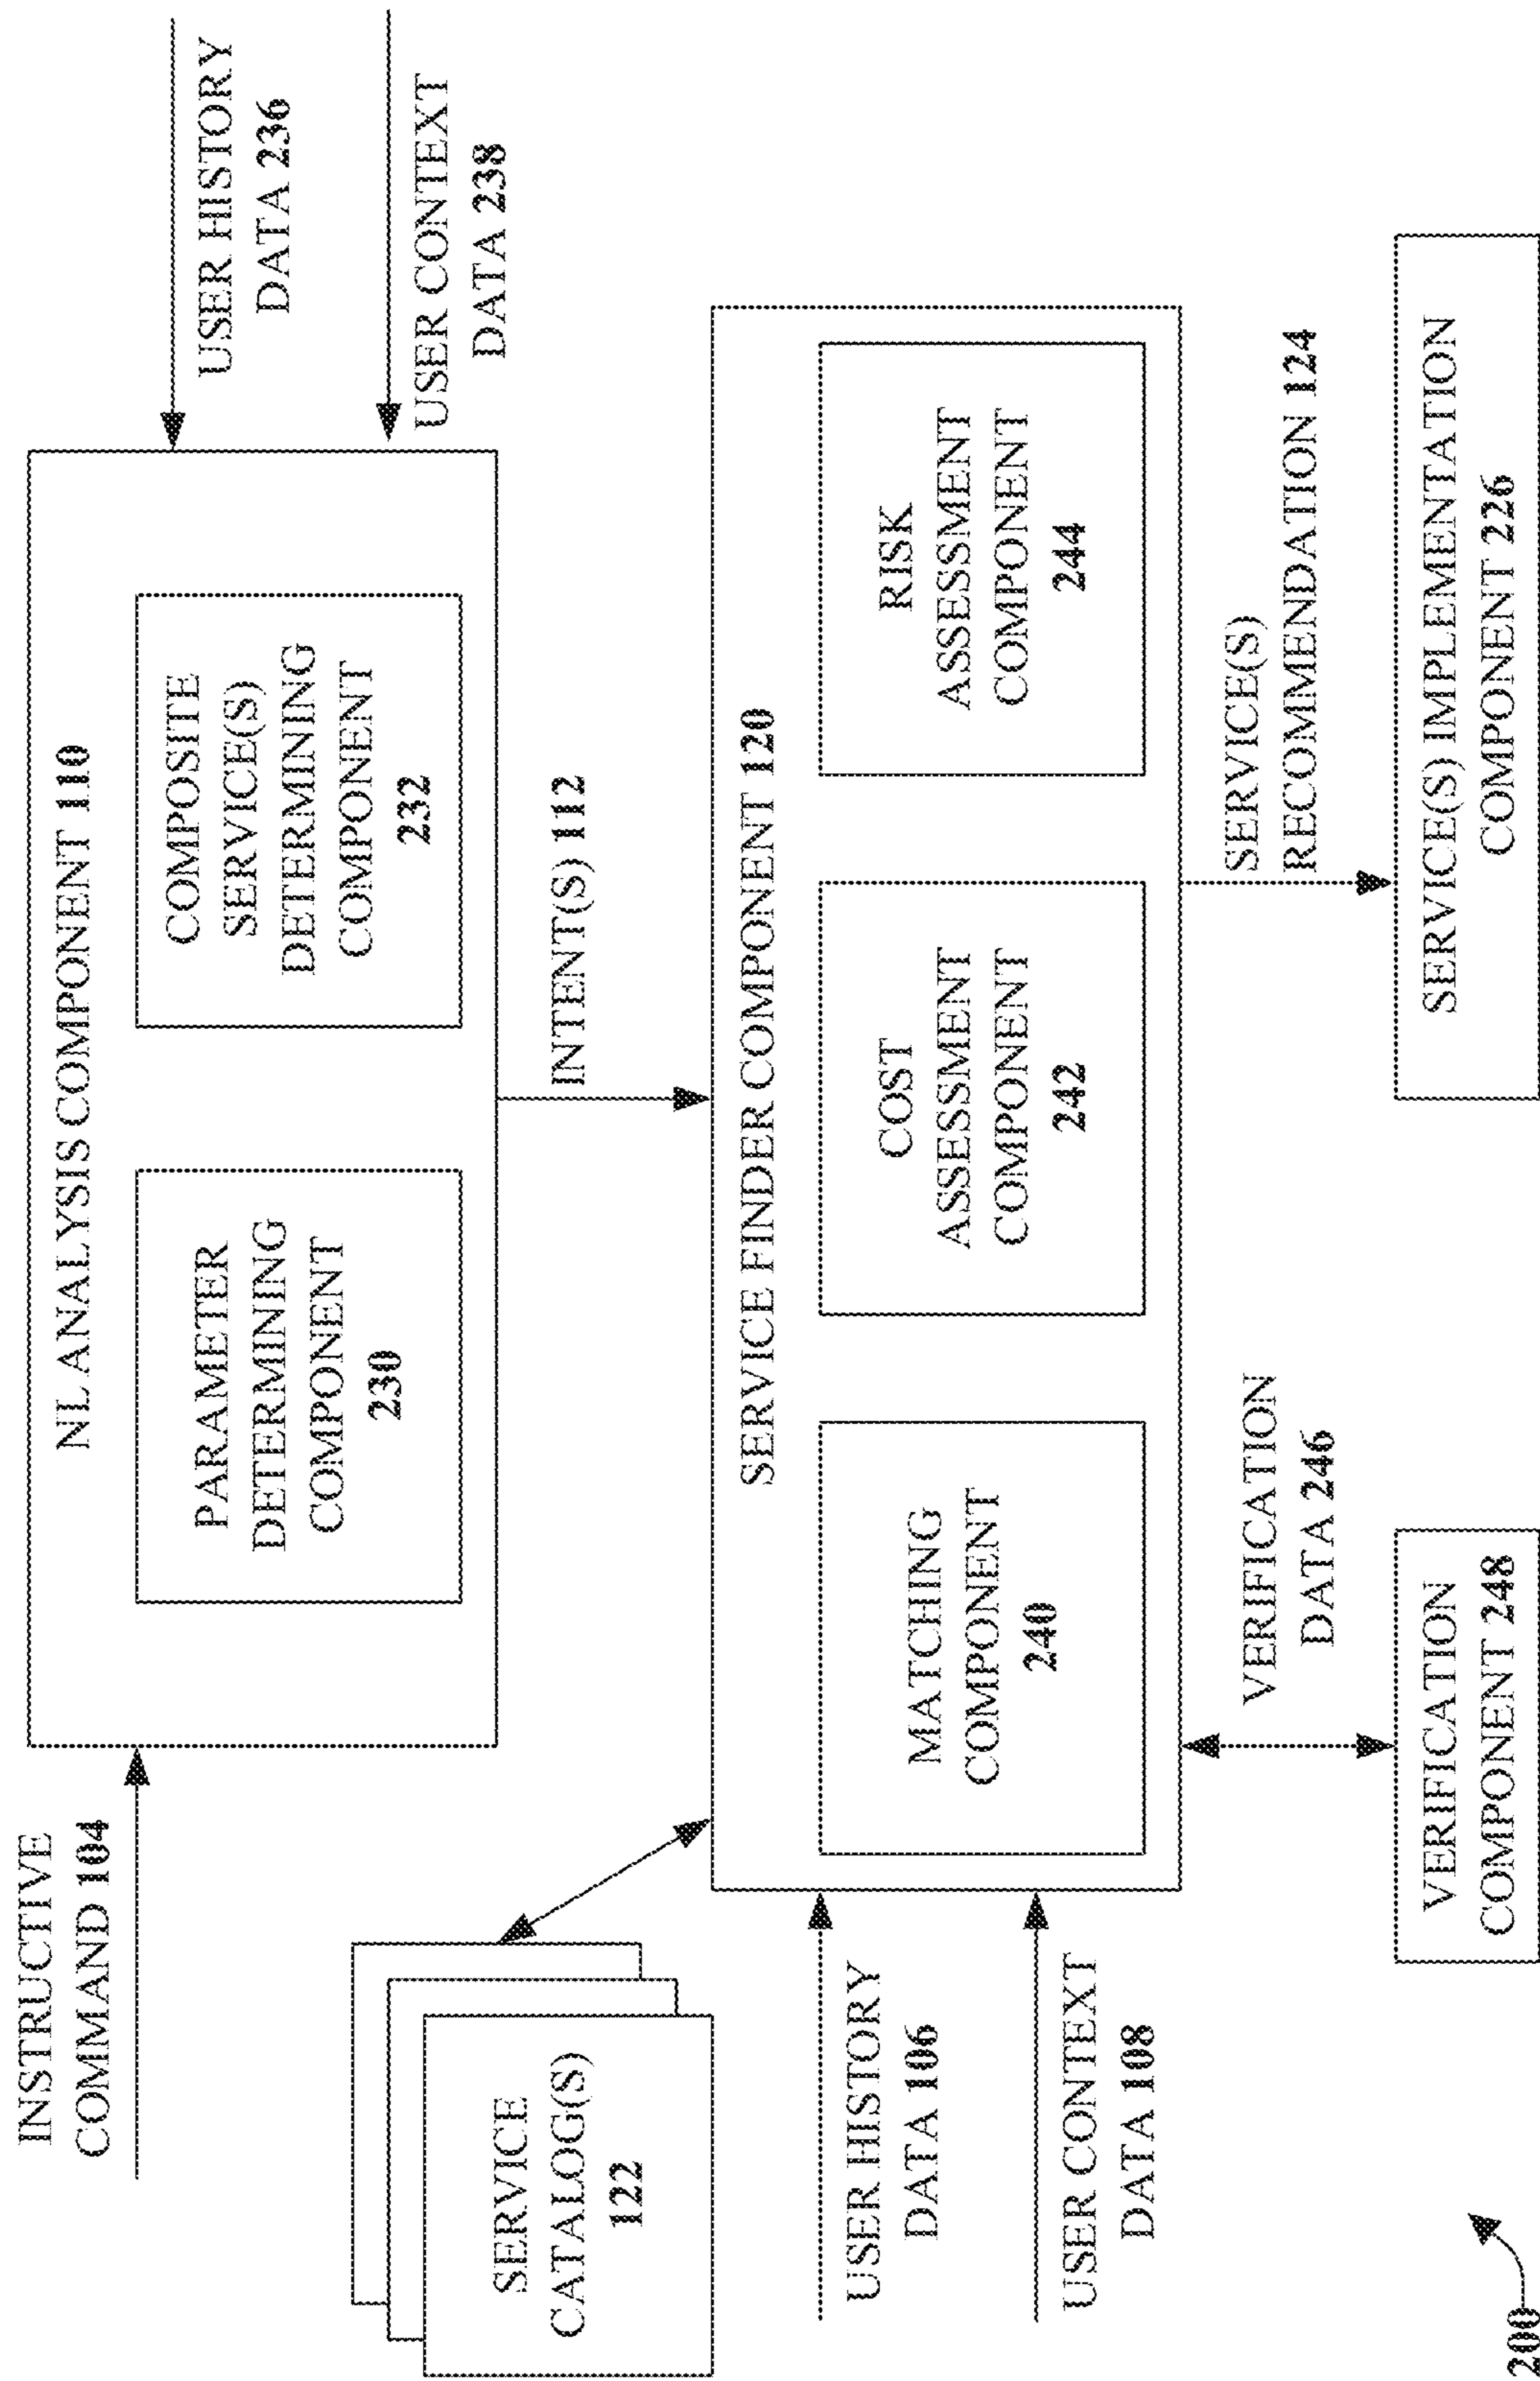 INSTRUCTIVE
COMMAND 104
NL ANALYSIS COMPONENT 110
PARAMETER
DETERMINING
COMPONENT
230
COMPOSITE
SERVICE(S)
DETERMINING
COMPONENT
232
USER HISTORY
DATA 236
USER CONTEXT
DATA 238
SERVICE
CATALOG(S)
122
INTENT(S) 112
SERVICE FINDER COMPONENT 120
MATCHING
COMPONENT
240
COST
ASSESSMENT
COMPONENT
242
RISK
ASSESSMENT
COMPONENT
244
USER HISTORY
DATA 106
USER CONTEXT
DATA 108
VERIFICATION
DATA 246
SERVICE(S)
RECOMMENDATION 124
VERIFICATION
COMPONENT 248
SERVICE(S) IMPLEMENTATION
COMPONENT 226
200